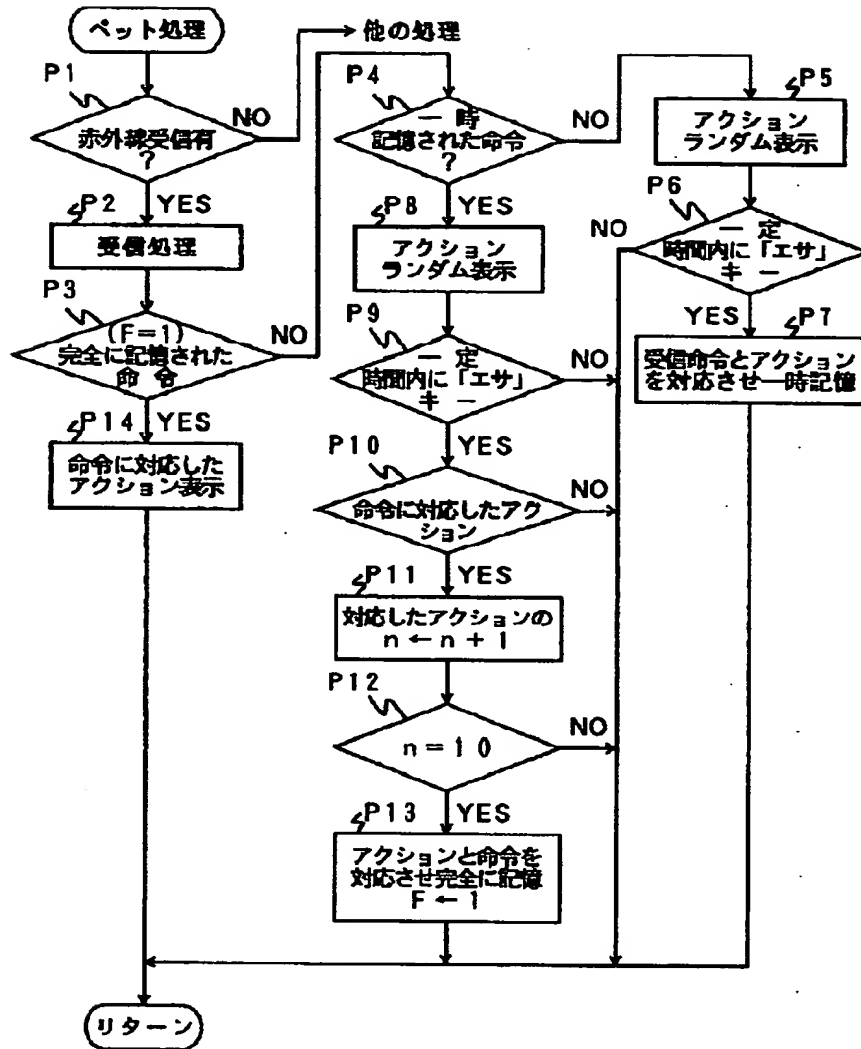 ペット処理
他の処理
P1
赤外線受信有
?
NO
YES
P2
受信処理
P3
(F=1)
完全に記憶された
命令
NO
YES
P14
命令に対応した
アクション表示
P4
一時
記憶された命令
?
NO
YES
P8
アクション
ランダム表示
P9
一定
時間内に「エサ」
キー
NO
YES
P10
命令に対応したアク
ション
NO
YES
P11
対応したアクションの
n←n+1
P12
n=10
NO
YES
P13
アクションと命令を
対応させ完全に記憶
F←1
P5
アクション
ランダム表示
P6
一定
時間内に「エサ」
キー
NO
YES
P7
受信命令とアクション
を対応させ一時記憶
リターン